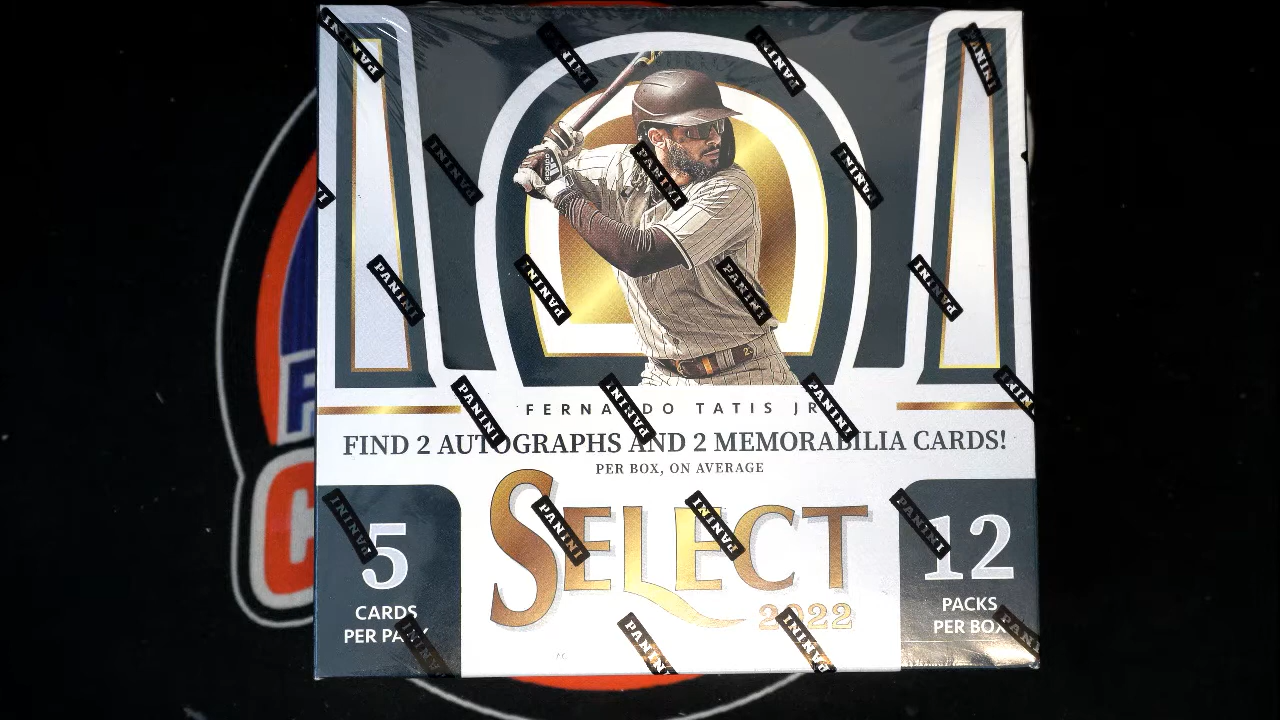 PANINI
FERNANDO TATIS JR
FIND 2 AUTOGRAPHS AND 2 MEMORABILIA CARDS!
PER BOX, ON AVERAGE
SELECT
2022
5
CARDS
PER PACK
12
PACKS
PER BOX